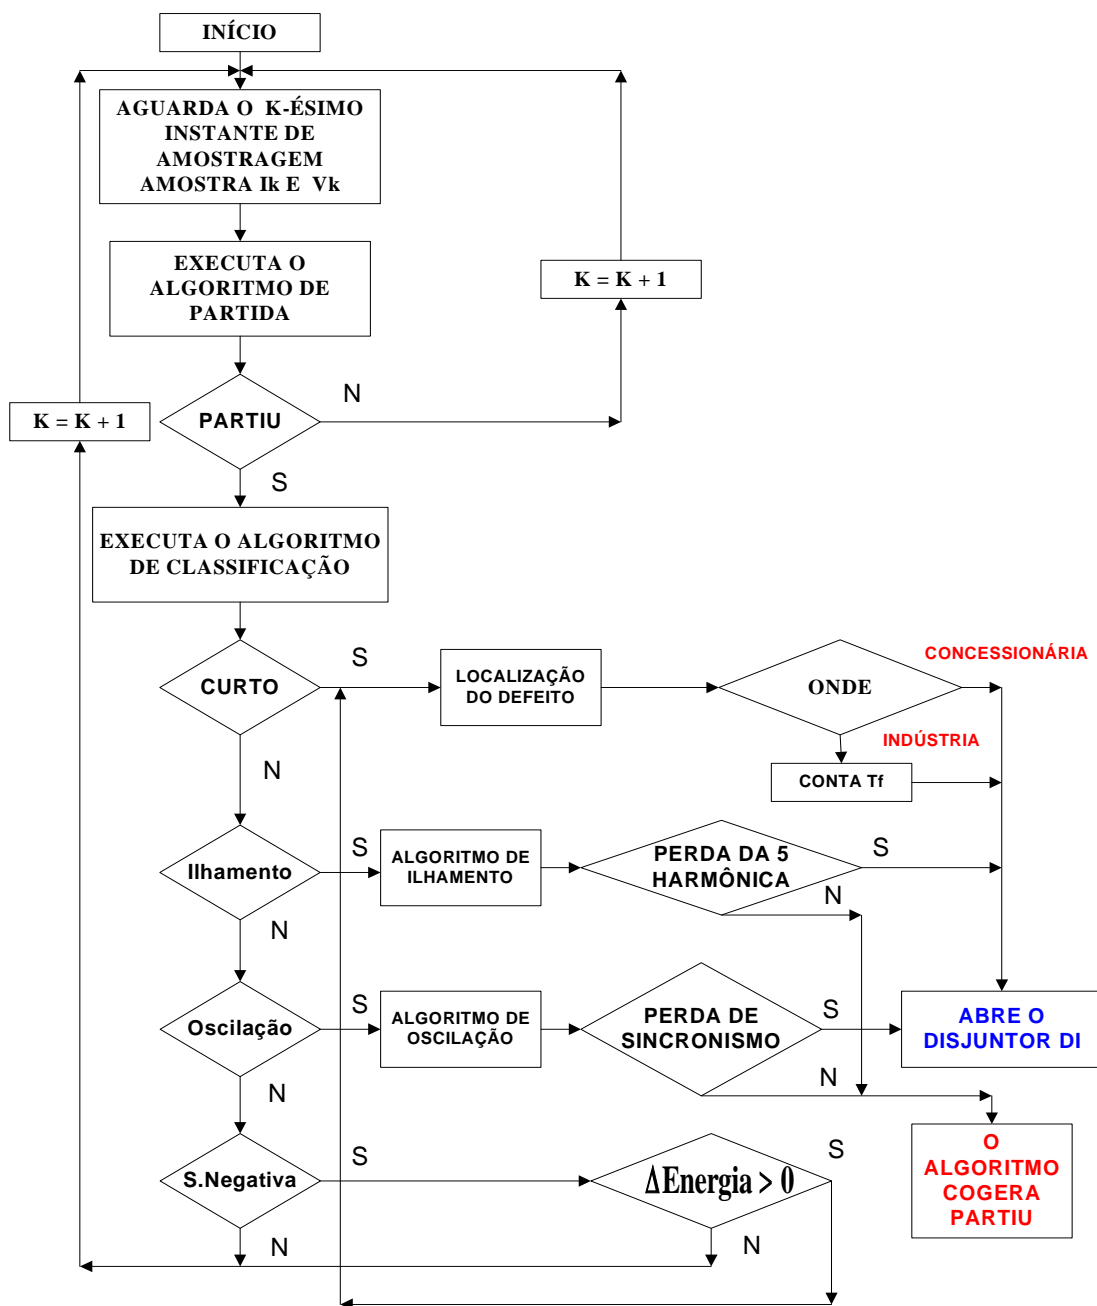 INÍCIO
AGUARDA O K-ÉSIMO
INSTANTE DE
AMOSTRAGEM
AMOSTRA Ik E Vk
EXECUTA O
ALGORITMO DE
PARTIDA
K = K + 1
K = K + 1
PARTIU
N
S
EXECUTA O ALGORITMO
DE CLASSIFICAÇÃO
CURTO
S
LOCALIZAÇÃO
DO DEFEITO
ONDE
CONCESSIONÁRIA
INDÚSTRIA
CONTA Tf
N
Ilhamento
S
ALGORITMO DE
ILHAMENTO
PERDA DA 5
HARMÔNICA
S
N
N
Oscilação
S
ALGORITMO DE
OSCILAÇÃO
PERDA DE
SINCRONISMO
S
ABRE O
DISJUNTOR DI
N
N
S.Negativa
S
ΔEnergia > 0
S
O
ALGORITMO
COGERA
PARTIU
N
N